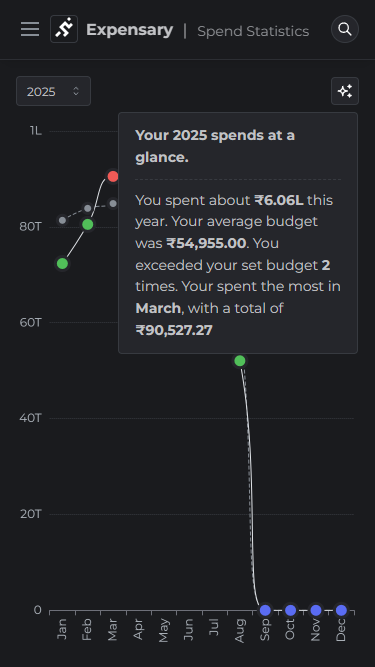 Expensary | Spend Statistics
2025
1L
Your 2025 spends at a
glance.
You spent about ₹6.06L this
year. Your average budget
was ₹54,955.00. You
exceeded your set budget 2
times. Your spent the most in
March, with a total of
₹90,527.27
80T
60T
40T
20T
0
Jan Feb Mar Apr May Jun Jul Aug Sep Oct Nov Dec